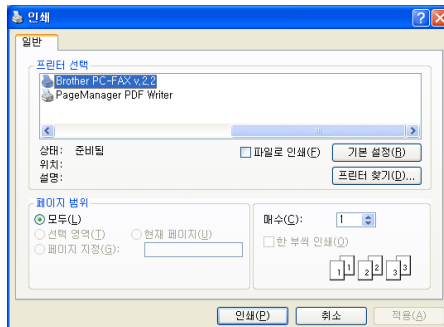 인쇄
일반
프린터 선택
Brother PC-FAX v.2.2
PageManager PDF Writer
상태: 준비됨
위치:
설명:
파일로 인쇄(F)
기본 설정(R)
프린터 찾기(D)...
페이지 범위
모두(L)
선택 영역(T)
현재 페이지(U)
페이지 지정(G):
매수(C): 1
한 부씩 인쇄(O)
1 1 2 2 3 3
인쇄(P)
취소
적용(A)